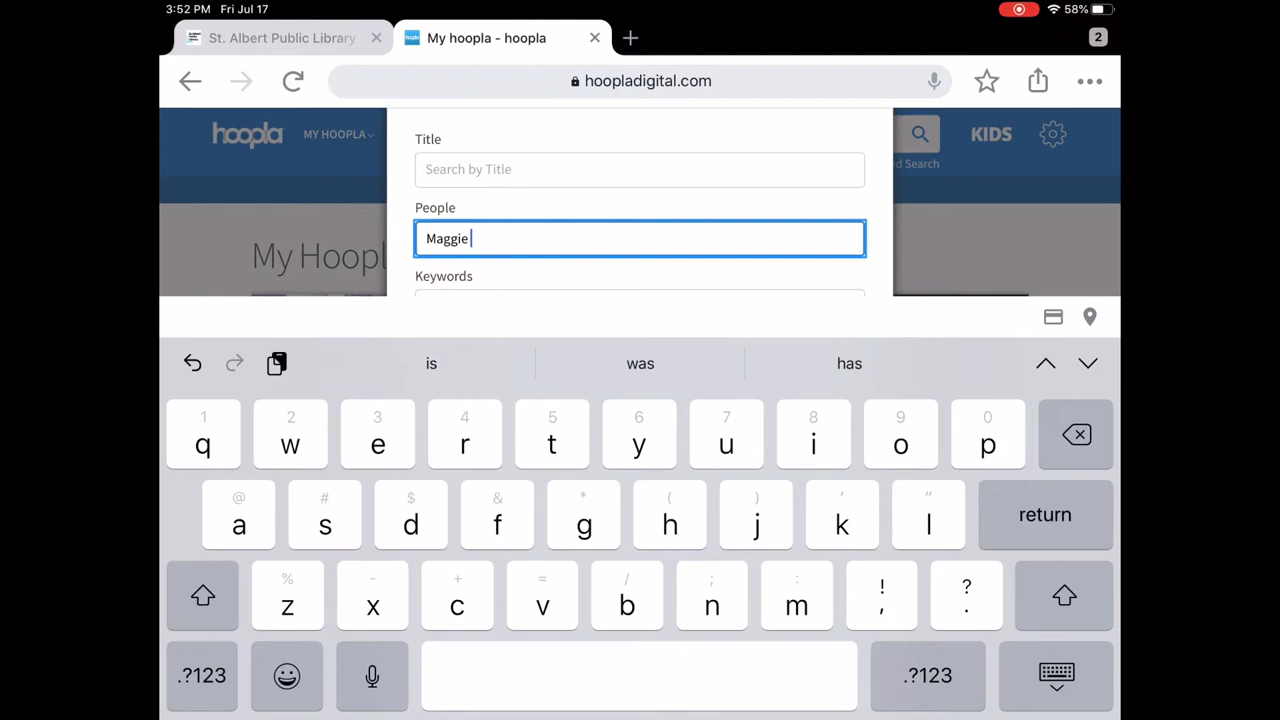 3:52 PM Fri Jul 17
58%
St. Albert Public Library
My hoopla - hoopla
2
hoopladigital.com
hoopla
MY HOOPLA
KIDS
ed Search
Title
Search by Title
People
Maggie
Keywords
My Hoopl
is was has
1 2 3 4 5 6 7 8 9 0
q w e r t y u i o p
@ # $ & * ( ) ' "
a s d f g h j k l return
% - + = / ; : ! ?
z x c v b n m , .
.?123 .?123